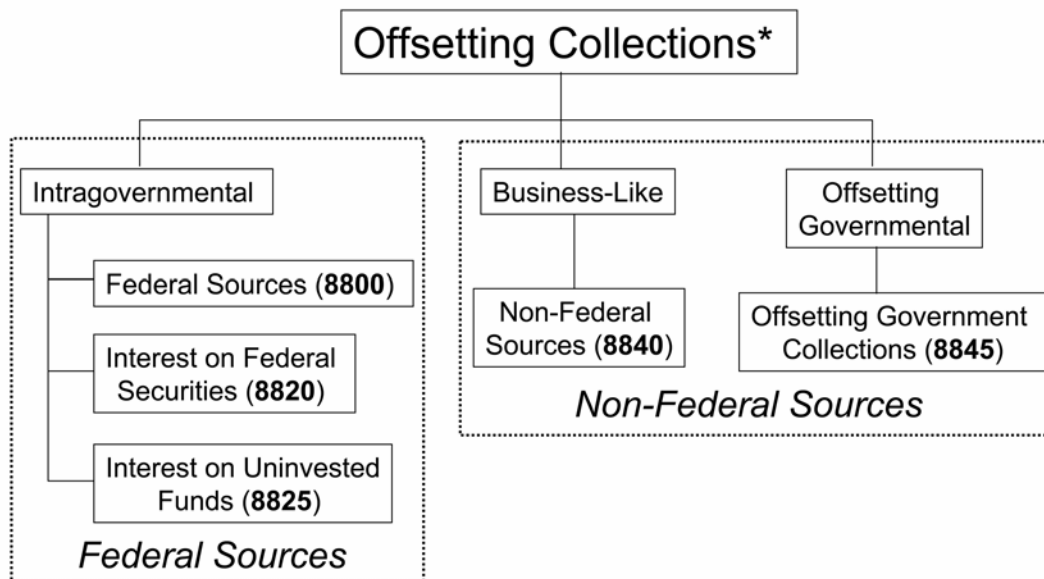 Offsetting Collections*
Intragovernmental
Federal Sources (8800)
Interest on Federal
Securities (8820)
Interest on Uninvested
Funds (8825)
Federal Sources
Business-Like
Non-Federal
Sources (8840)
Offsetting
Governmental
Offsetting Government
Collections (8845)
Non-Federal Sources